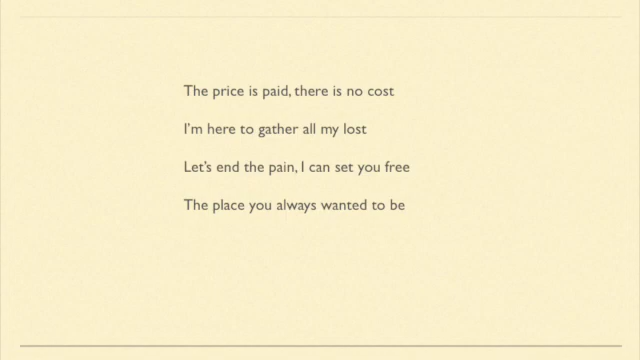 The price is paid, there is no cost
I'm here to gather all my lost
Let's end the pain, I can set you free
The place you always wanted to be